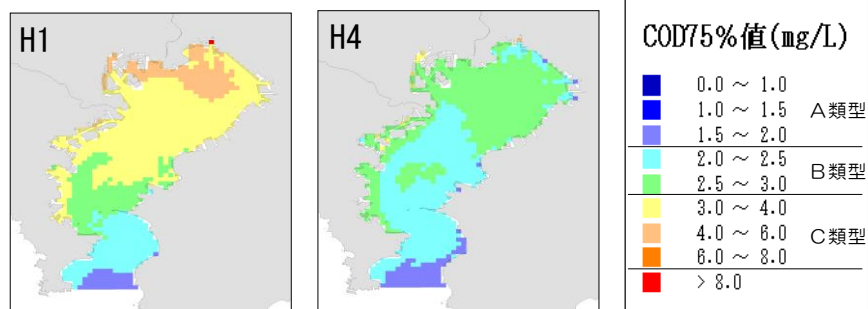 H1
H4
COD75%値(mg/L)
0.0 ～ 1.0
1.0 ～ 1.5 A類型
1.5 ～ 2.0
2.0 ～ 2.5
B類型
2.5 ～ 3.0
3.0 ～ 4.0
4.0 ～ 6.0 C類型
6.0 ～ 8.0
> 8.0